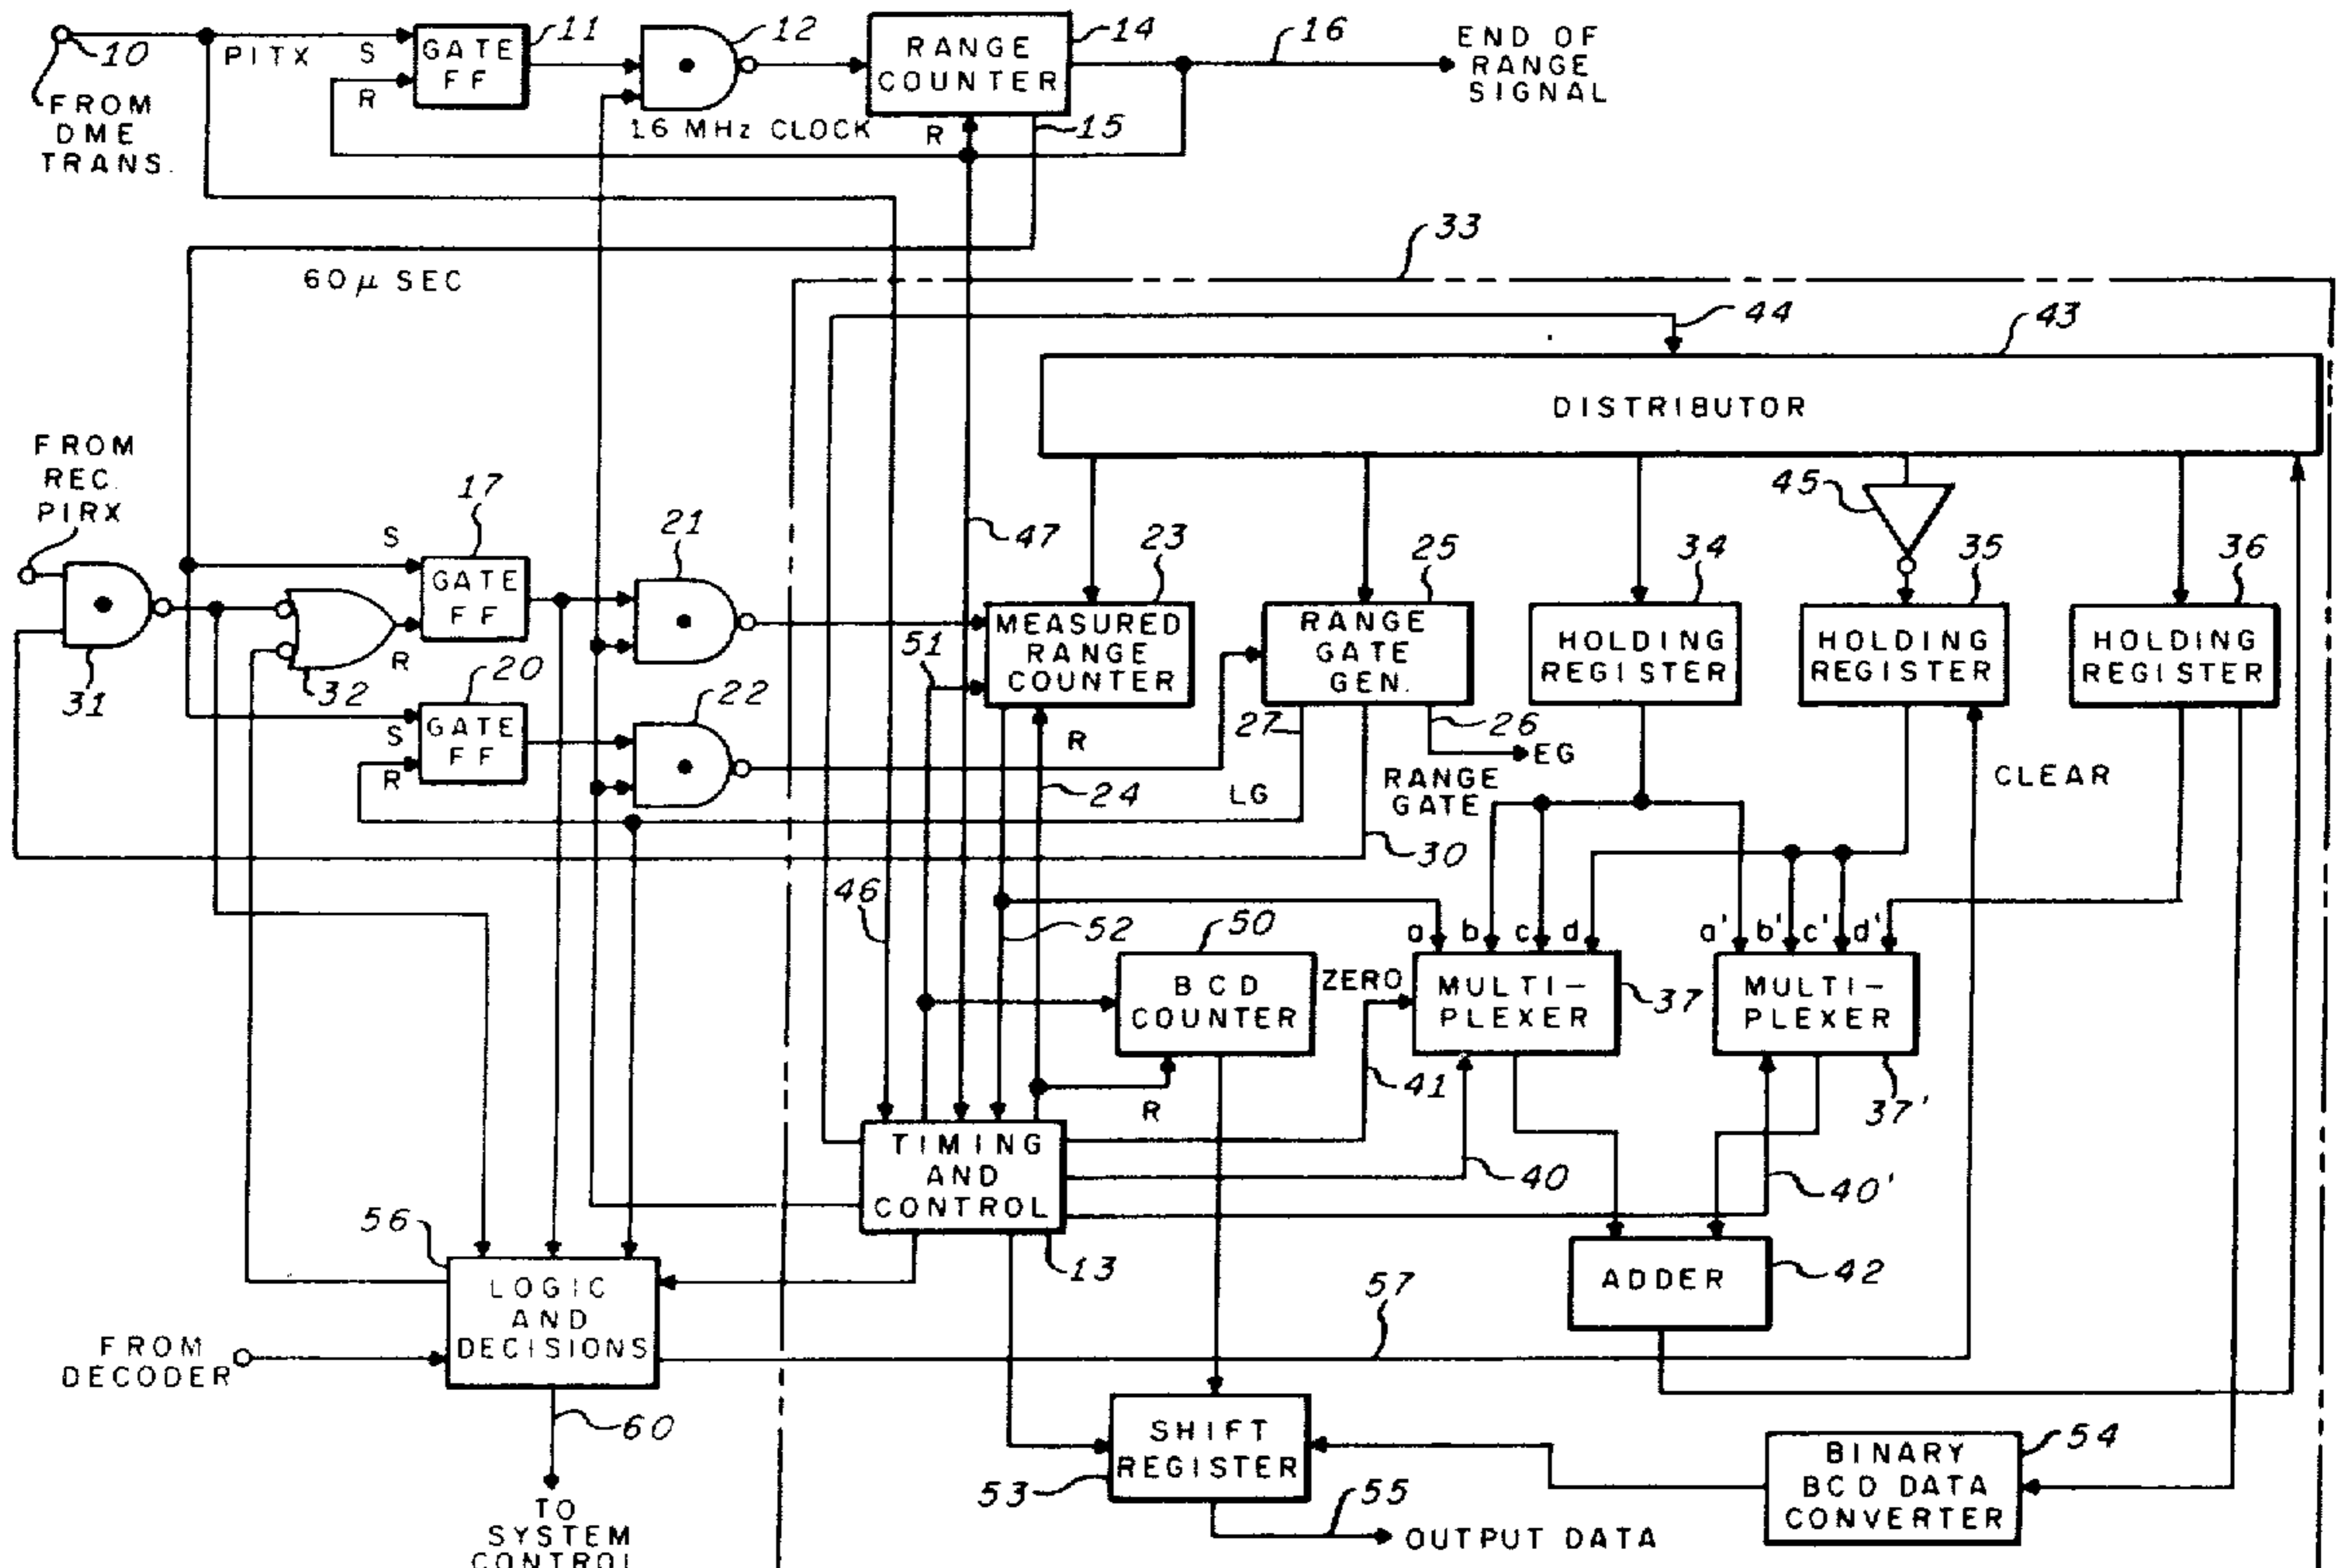 10
FROM
DME
TRANS.
PITX
S
R
GATE
FF
11
12
16 MHz CLOCK
RANGE
COUNTER
R
14
15
16
END OF
RANGE
SIGNAL
60 μ SEC
33
44
43
DISTRIBUTOR
FROM
REC.
PIRX
31
32
S
17
GATE
FF
R
20
S
R
GATE
FF
21
22
47
23
MEASURED
RANGE
COUNTER
51
R
24
25
RANGE
GATE
GEN.
27
LG
26
EG
RANGE
GATE
30
34
HOLDING
REGISTER
45
35
HOLDING
REGISTER
CLEAR
36
HOLDING
REGISTER
46
52
50
BCD
COUNTER
R
ZERO
41
a b c d
MULTI-
PLEXER
37
a' b' c' d'
MULTI-
PLEXER
37'
40
40'
TIMING
AND
CONTROL
13
ADDER
42
56
LOGIC
AND
DECISIONS
FROM
DECODER
57
60
TO
SYSTEM
CONTROL
SHIFT
REGISTER
53
55
OUTPUT DATA
BINARY
BCD DATA
CONVERTER
54